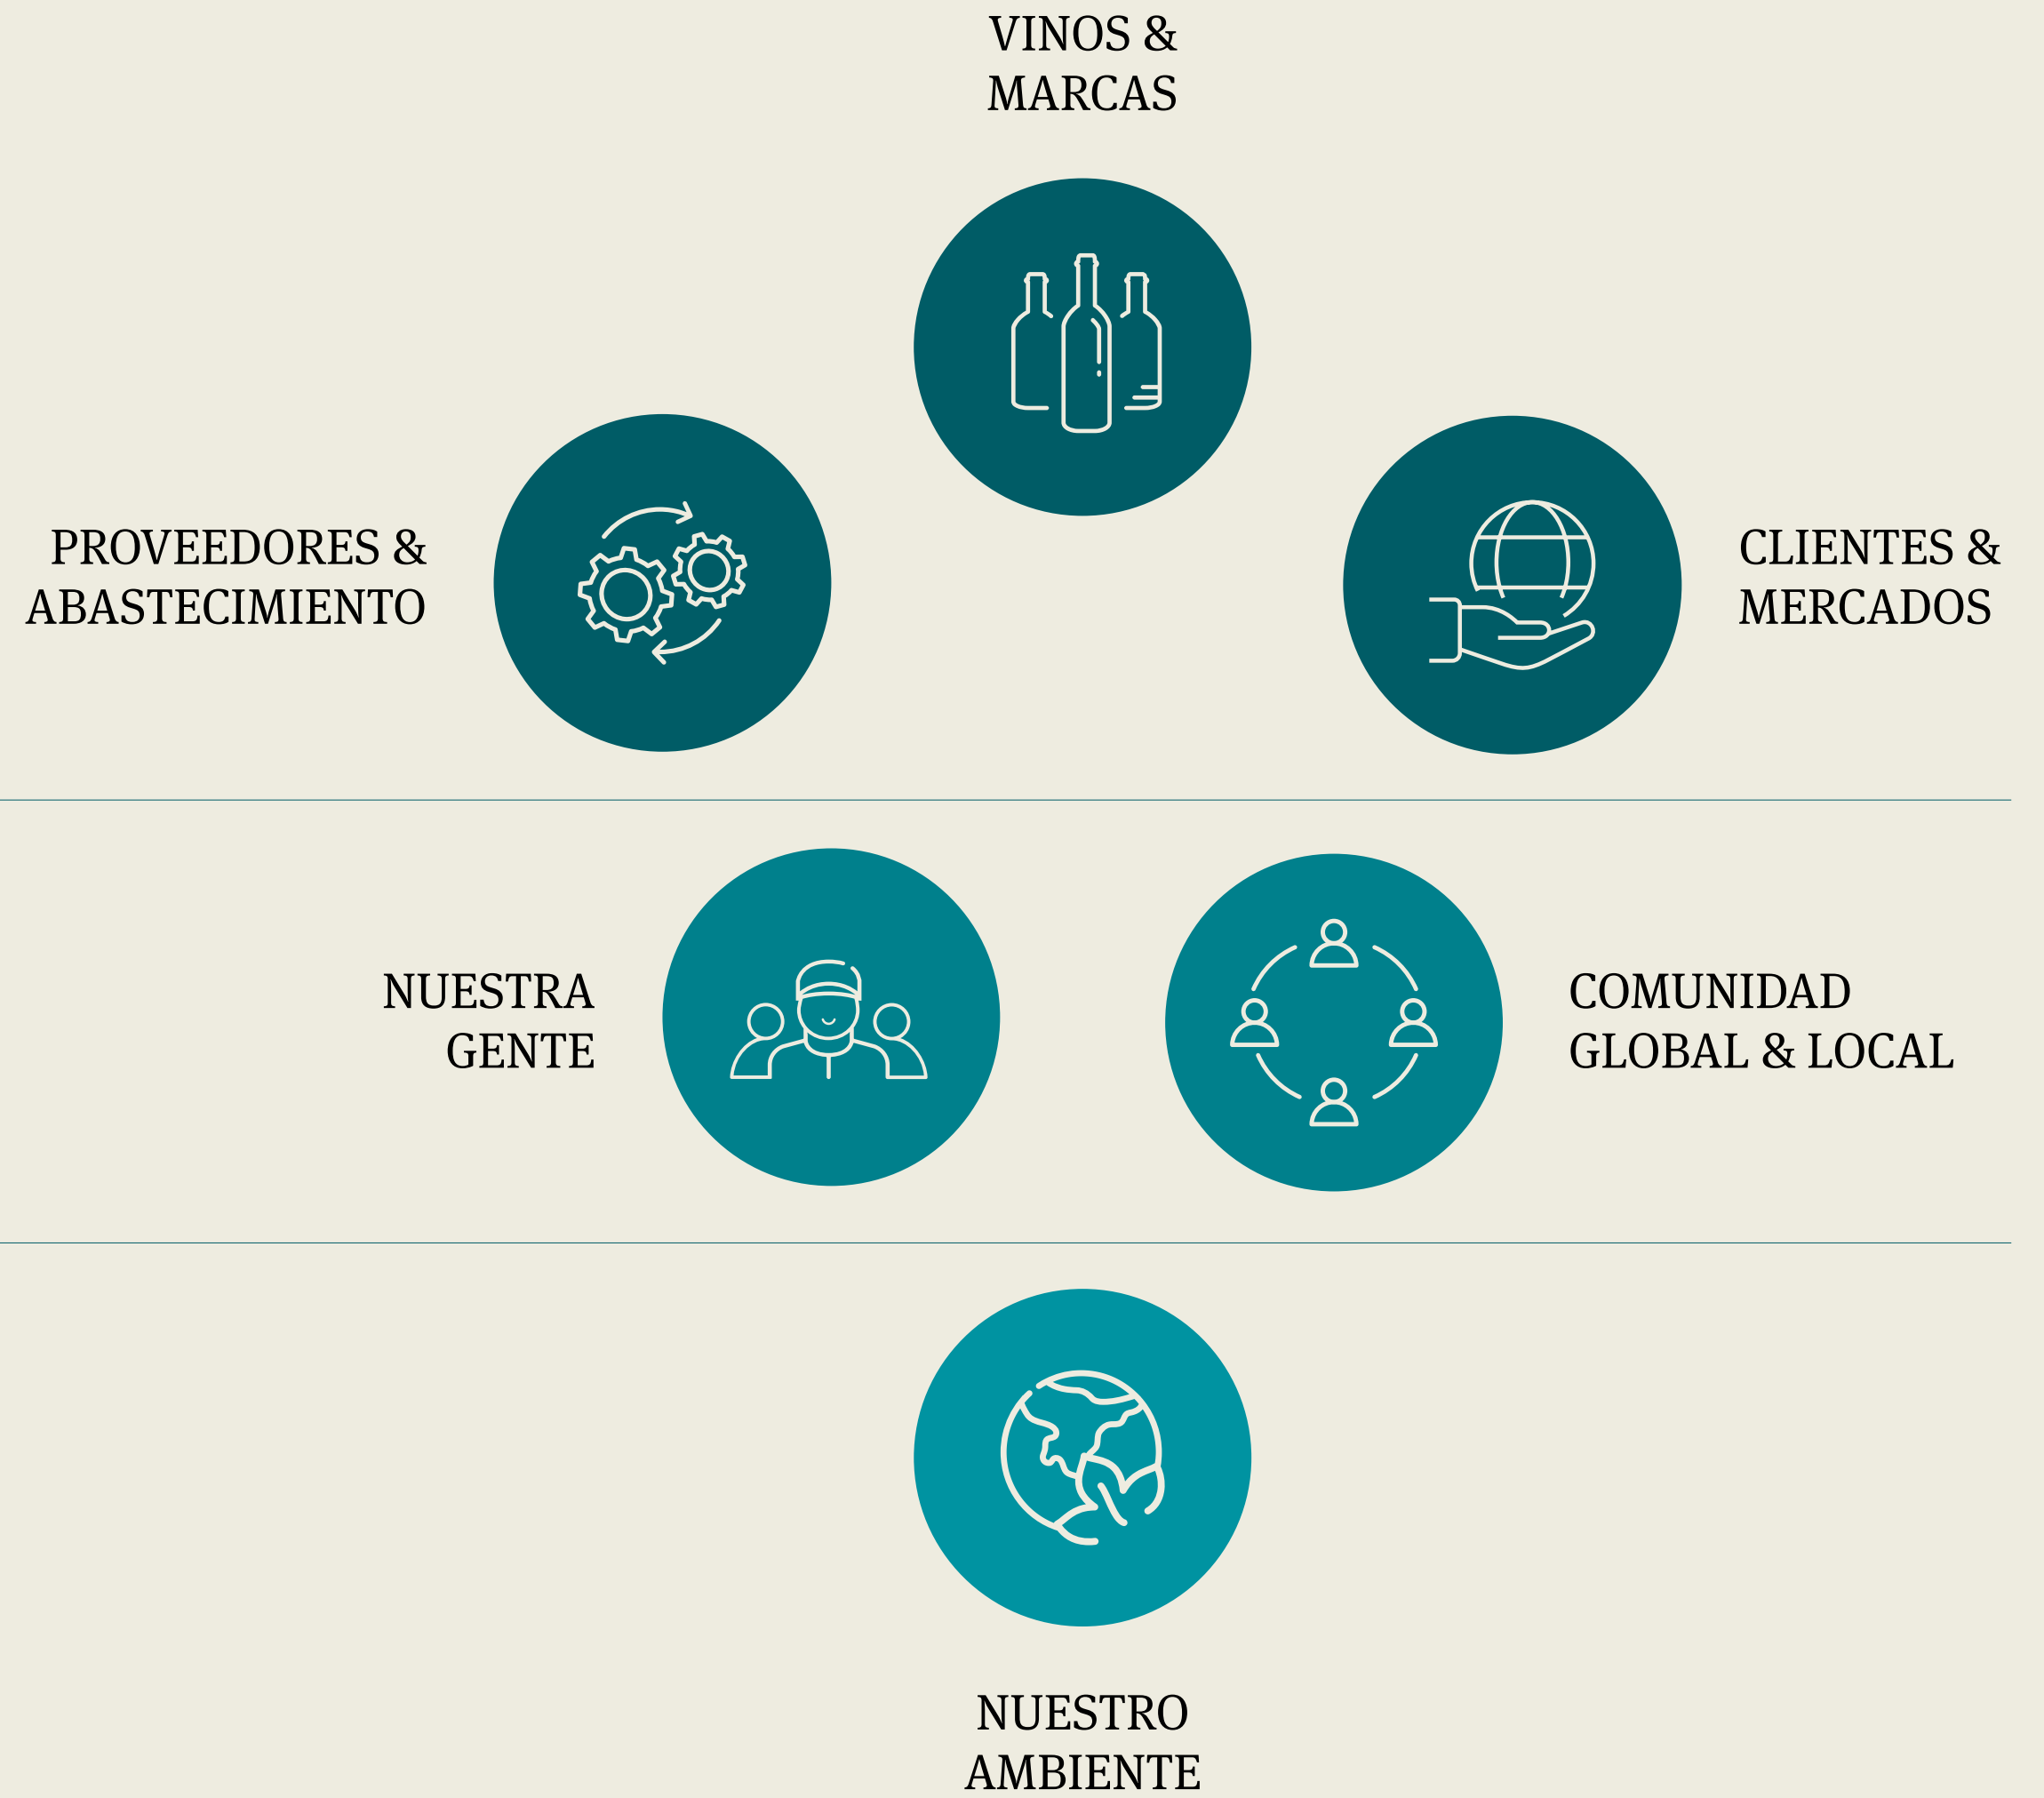 VINOS &
MARCAS
PROVEEDORES &
ABASTECIMIENTO
CLIENTES &
MERCADOS
NUESTRA
GENTE
COMUNIDAD
GLOBAL & LOCAL
NUESTRO
AMBIENTE